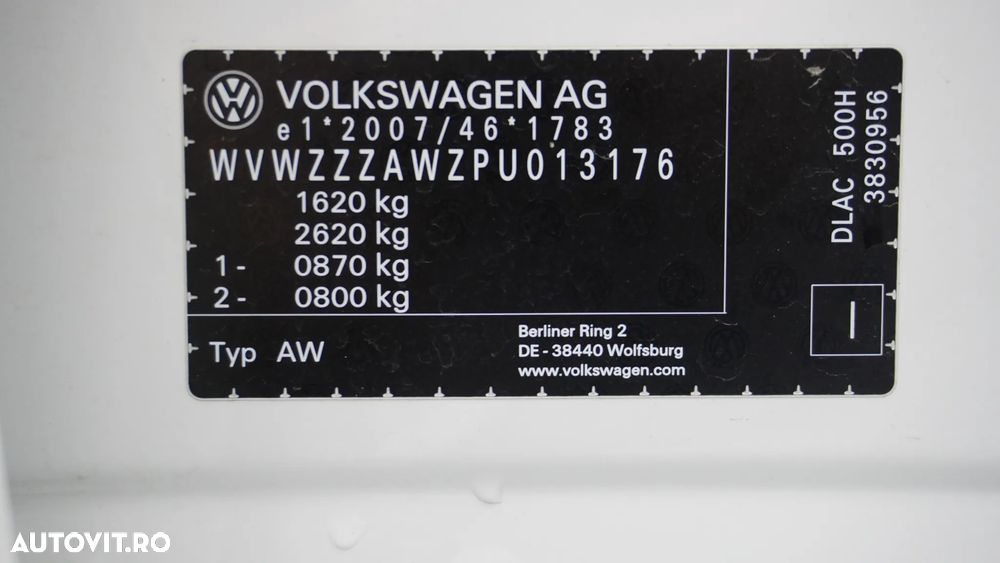 VOLKSWAGEN AG
e1*2007/46*1783
WVWZZZAWZPU013176
1620 kg
2620 kg
1- 0870 kg
2- 0800 kg
Typ AW
Berliner Ring 2
DE - 38440 Wolfsburg
www.volkswagen.com
DLAC 500H
3830956
AUTOVIT.RO